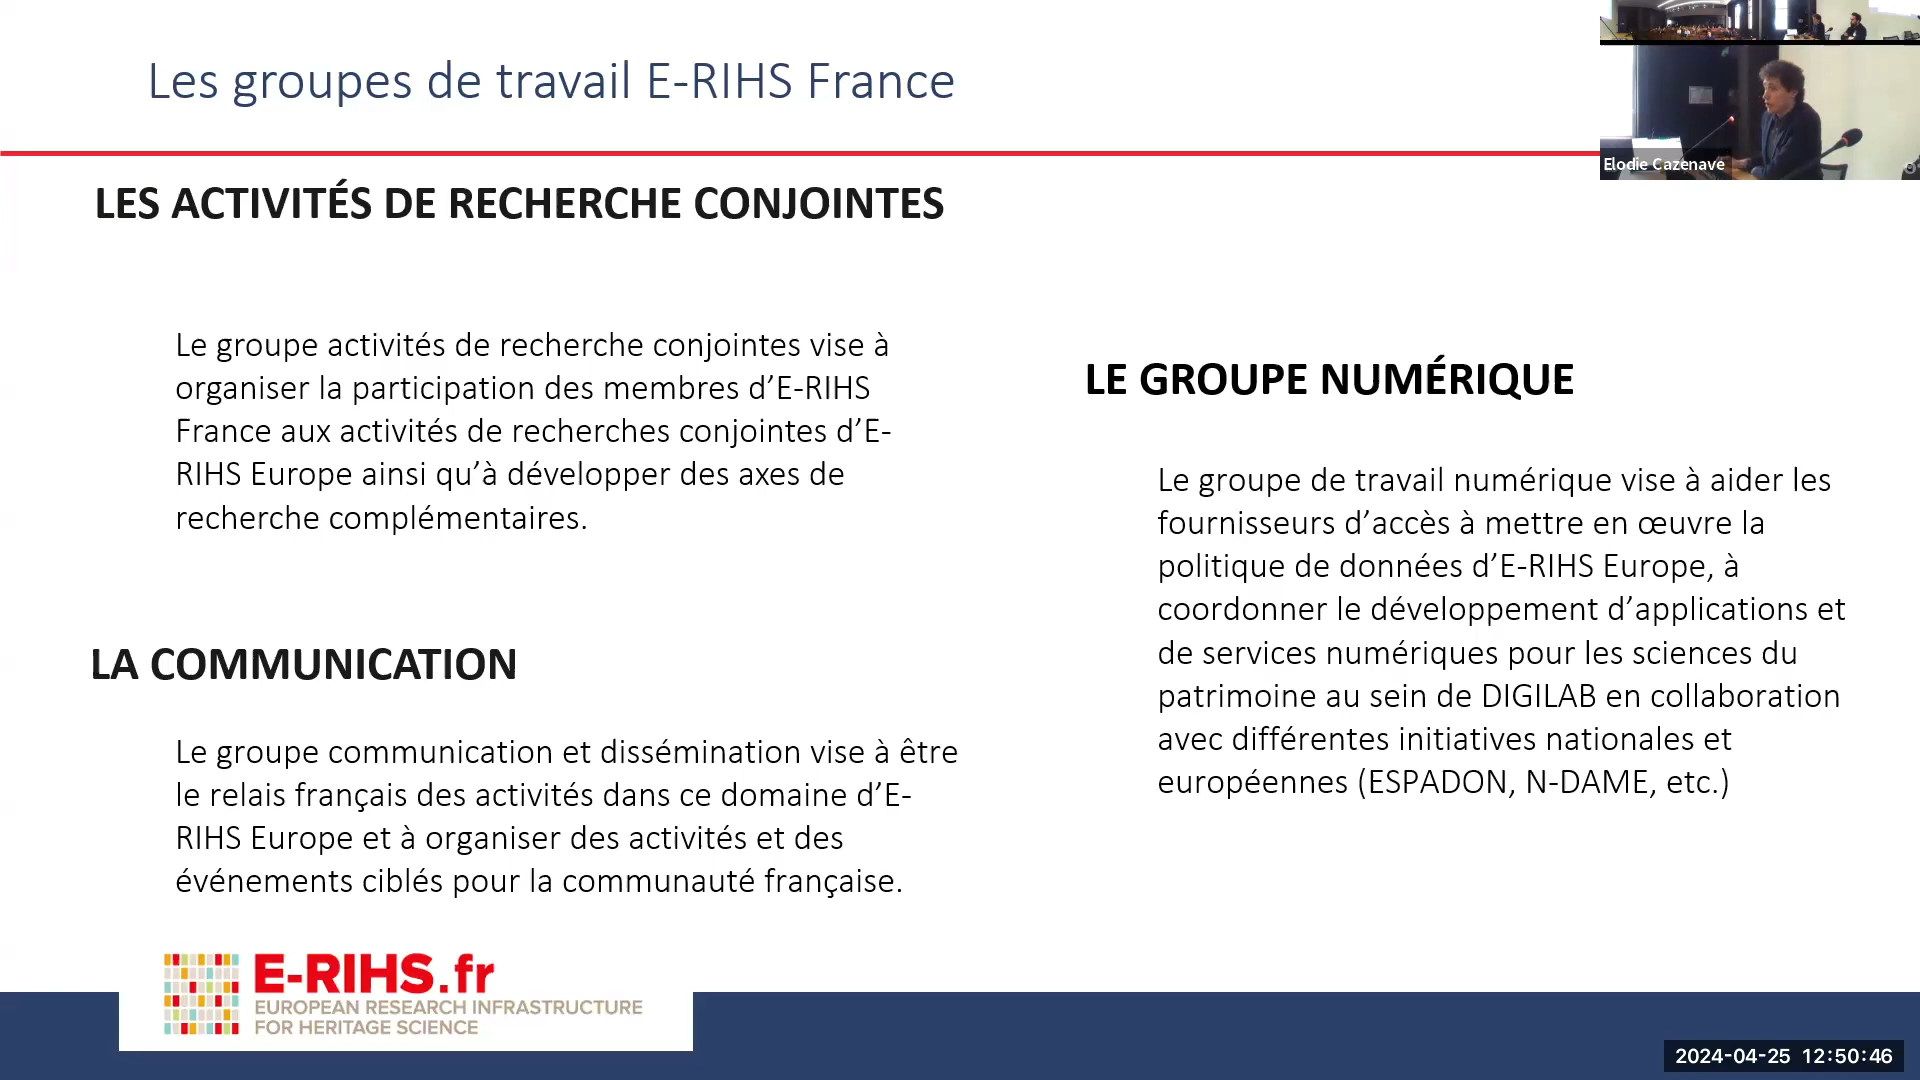 Les groupes de travail E-RIHS France
Elodie Cazenave
LES ACTIVITÉS DE RECHERCHE CONJOINTES
Le groupe activités de recherche conjointes vise à
organiser la participation des membres d’E-RIHS
France aux activités de recherches conjointes d’E-
RIHS Europe ainsi qu’à développer des axes de
recherche complémentaires.
LA COMMUNICATION
Le groupe communication et dissémination vise à être
le relais français des activités dans ce domaine d’E-
RIHS Europe et à organiser des activités et des
événements ciblés pour la communauté française.
LE GROUPE NUMÉRIQUE
Le groupe de travail numérique vise à aider les
fournisseurs d’accès à mettre en œuvre la
politique de données d’E-RIHS Europe, à
coordonner le développement d’applications et
de services numériques pour les sciences du
patrimoine au sein de DIGILAB en collaboration
avec différentes initiatives nationales et
européennes (ESPADON, N-DAME, etc.)
E-RIHS.fr
EUROPEAN RESEARCH INFRASTRUCTURE
FOR HERITAGE SCIENCE
2024-04-25 12:50:46